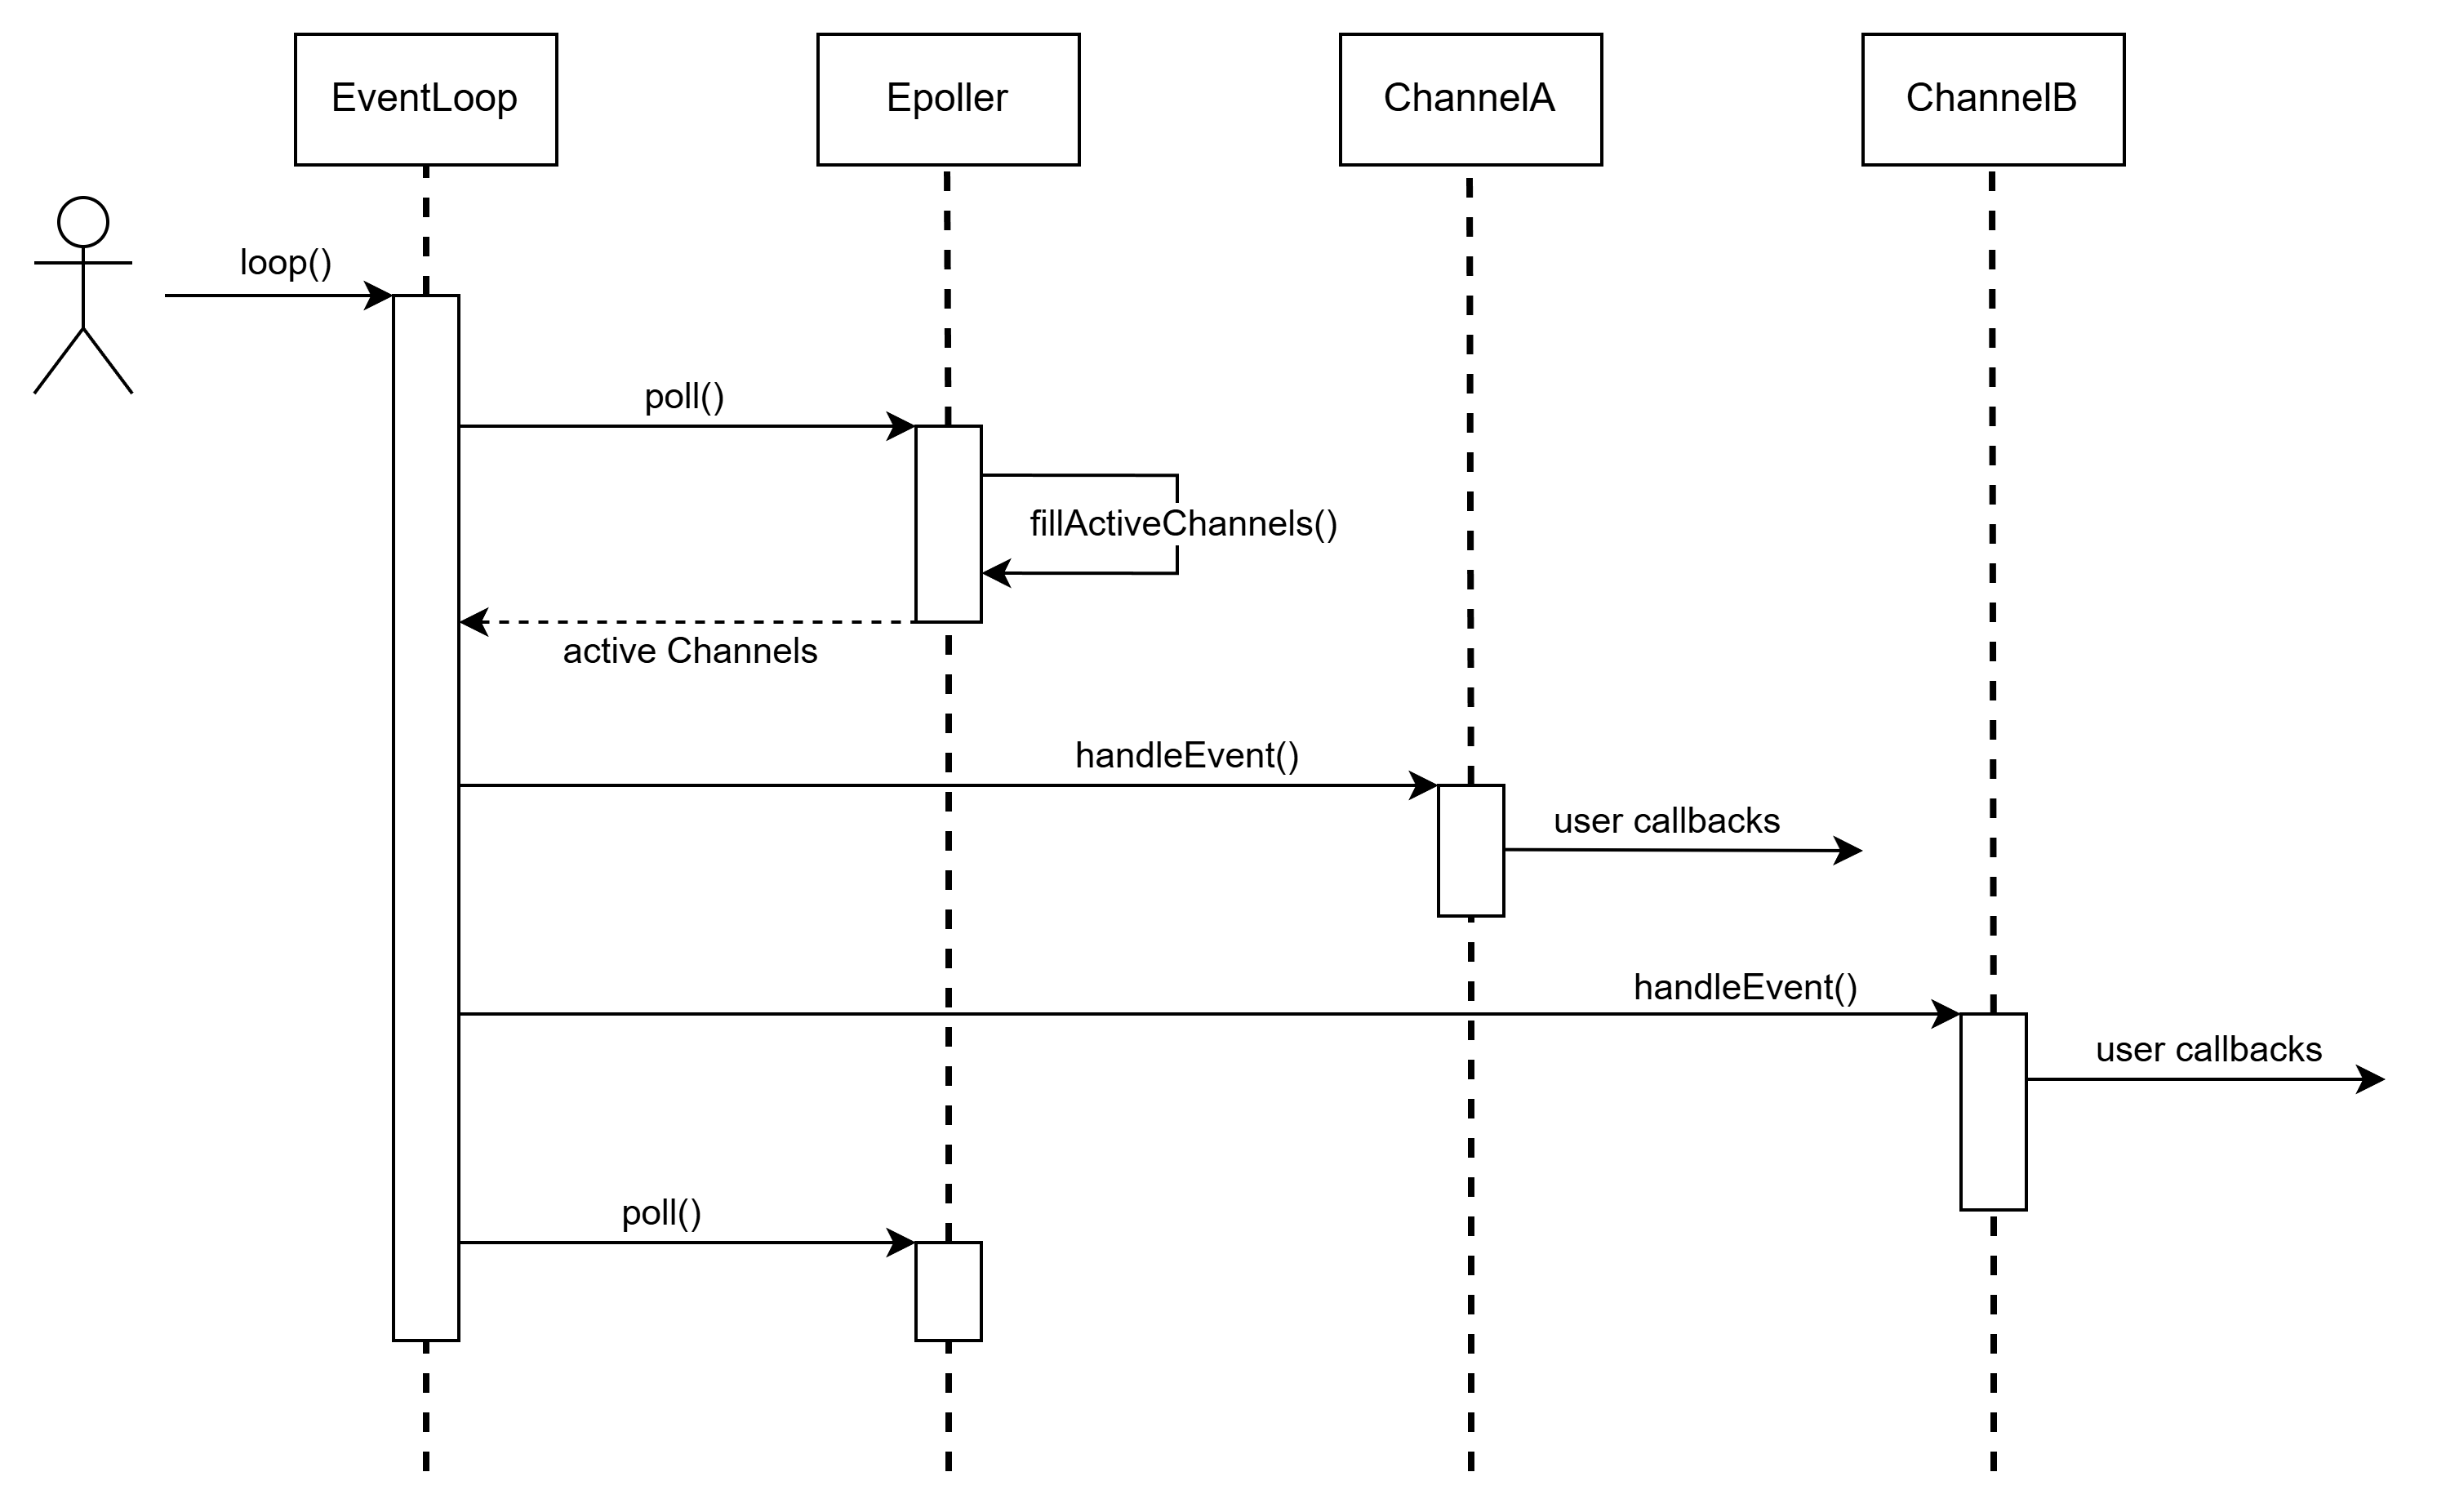 EventLoop
Epoller
ChannelA
ChannelB
loop()
poll()
fillActiveChannels()
active Channels
handleEvent()
user callbacks
handleEvent()
user callbacks
poll()